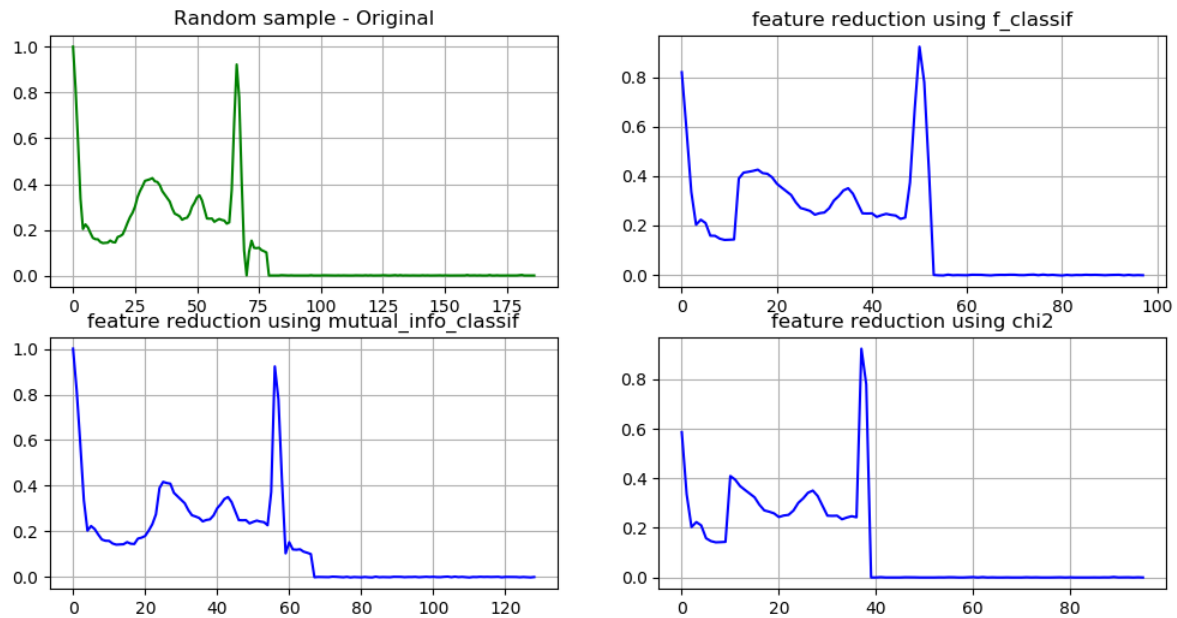 Random sample - Original
1.0
0.8
0.6
0.4
0.2
0.0
0 25 50 75 100 125 150 175
feature reduction using f_classif
0.8
0.6
0.4
0.2
0.0
0 20 40 60 80 100
feature reduction using mutual_info_classif
1.0
0.8
0.6
0.4
0.2
0.0
0 20 40 60 80 100 120
feature reduction using chi2
0.8
0.6
0.4
0.2
0.0
0 20 40 60 80